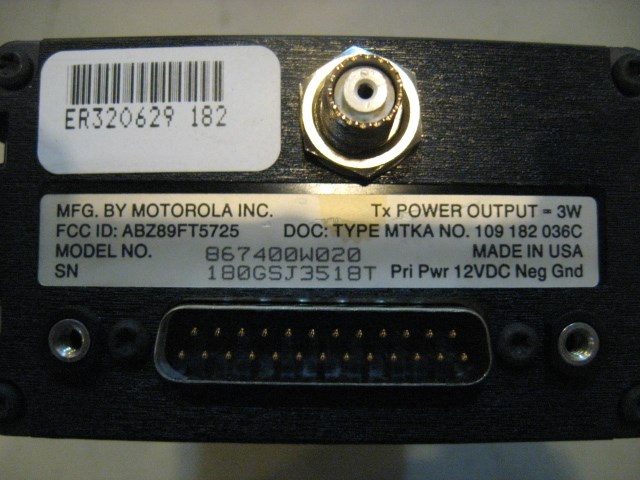 ER320629 182
MFG. BY MOTOROLA INC. Tx POWER OUTPUT = 3W
FCC ID: ABZ89FT5725 DOC: TYPE MTKA NO. 109 182 036C
MODEL NO. 867400W020 MADE IN USA
SN 180GSJ3518T Pri Pwr 12VDC Neg Gnd